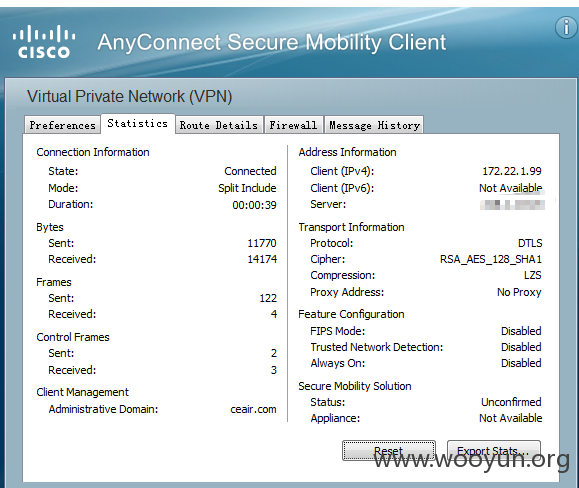 CISCO
AnyConnect Secure Mobility Client
Virtual Private Network (VPN)
Preferences Statistics Route Details Firewall Message History
Connection Information
State: Connected
Mode: Split Include
Duration: 00:00:39
Bytes
Sent: 11770
Received: 14174
Frames
Sent: 122
Received: 4
Control Frames
Sent: 2
Received: 3
Client Management
Administrative Domain: ceair.com
Address Information
Client (IPv4): 172.22.1.99
Client (IPv6): Not Available
Server:
Transport Information
Protocol: DTLS
Cipher: RSA_AES_128_SHA1
Compression: LZS
Proxy Address: No Proxy
Feature Configuration
FIPS Mode: Disabled
Trusted Network Detection: Disabled
Always On: Disabled
Secure Mobility Solution
Status: Unconfirmed
Appliance: Not Available
Reset Export Stats...
www.wooyun.org